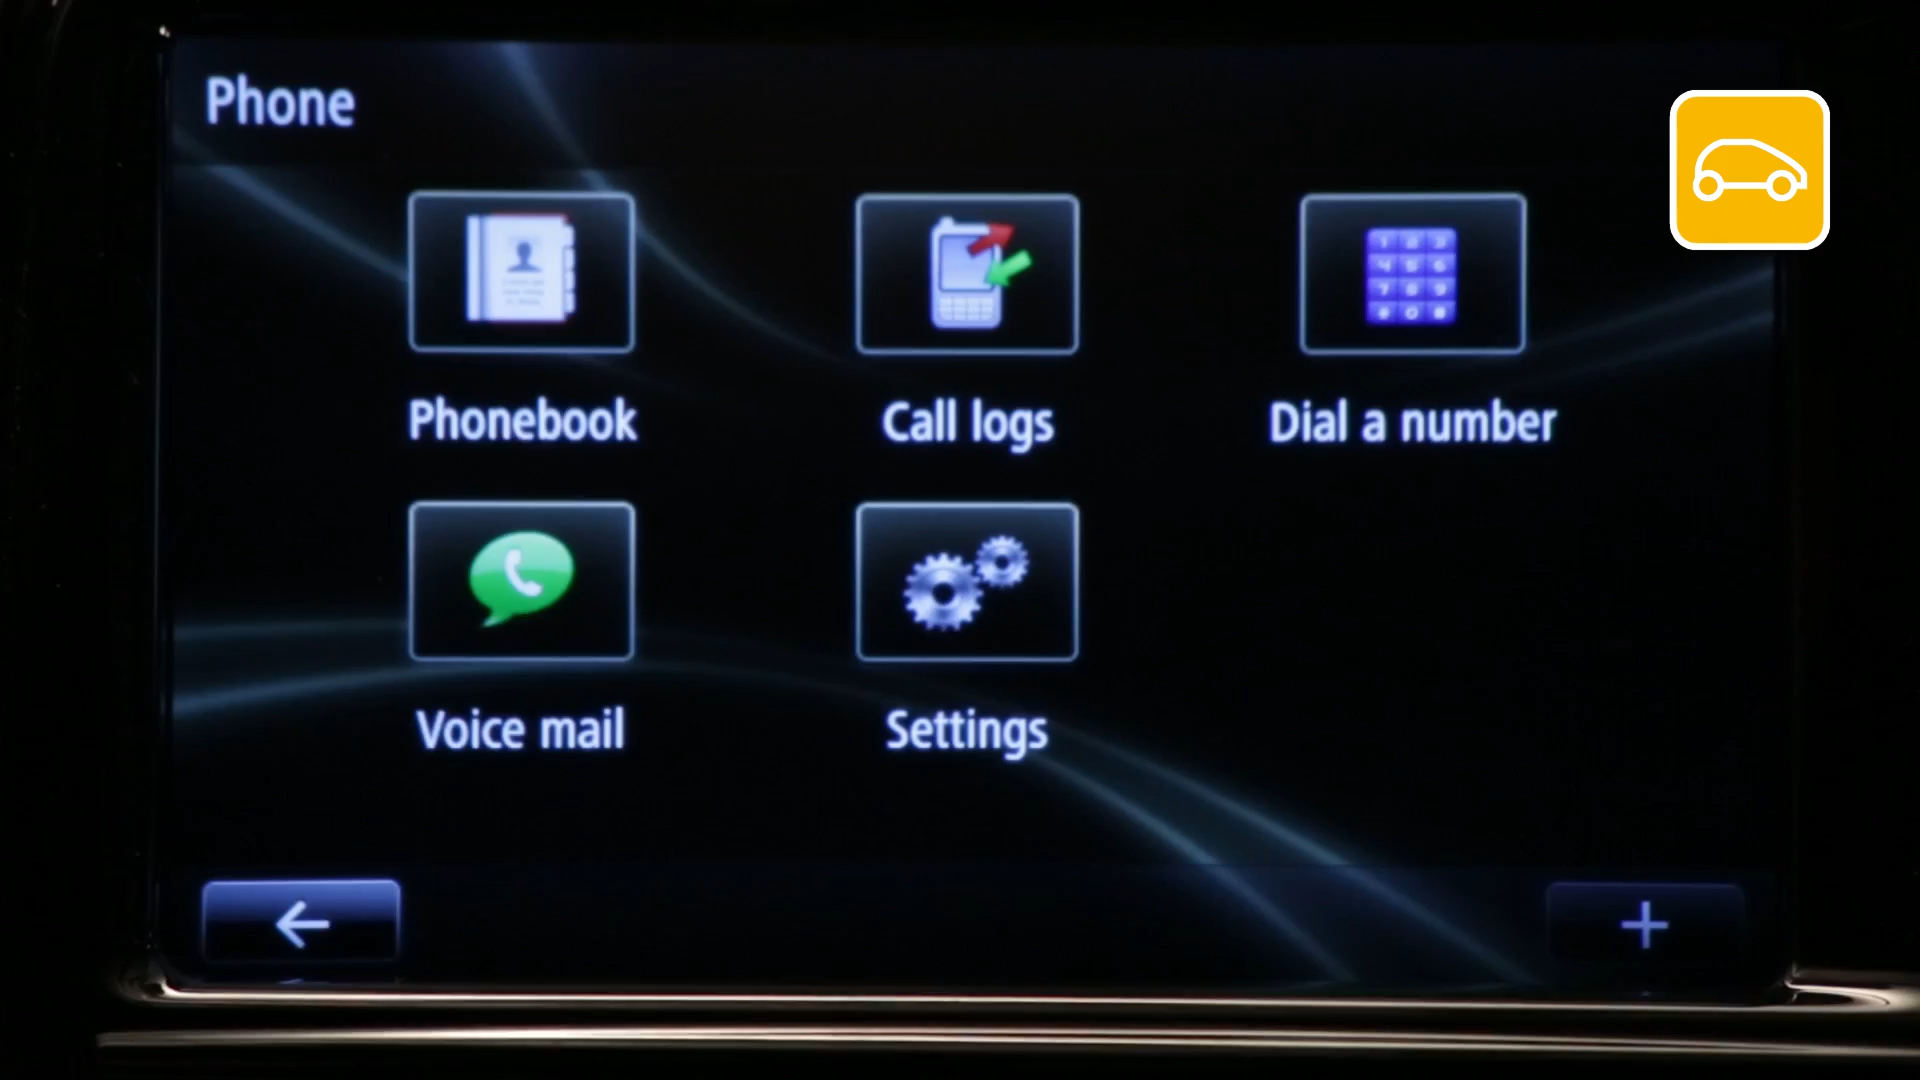 Phone
Phonebook
Call logs
Dial a number
Voice mail
Settings